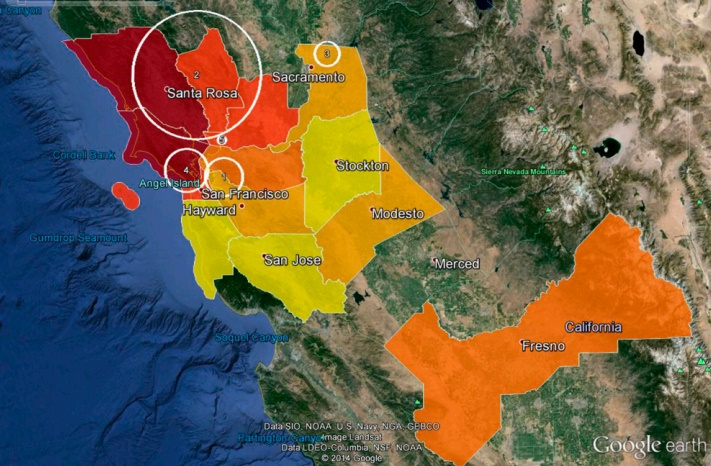 Canyon
2
3
Sacramento
Santa Rosa
Cordell Bank
4
Angel Island
Stockton
Sierra Nevada Mountains
San Francisco
Hayward
Modesto
Gumdrop Seamount
San Jose
Merced
California
Soquel Canyon
Fresno
Data SIO, NOAA, U.S. Navy, NGA, GEBCO
Partington Canyon
Image Landsat
Data LDEO-Columbia, NSF, NOAA
© 2014 Google
Google earth